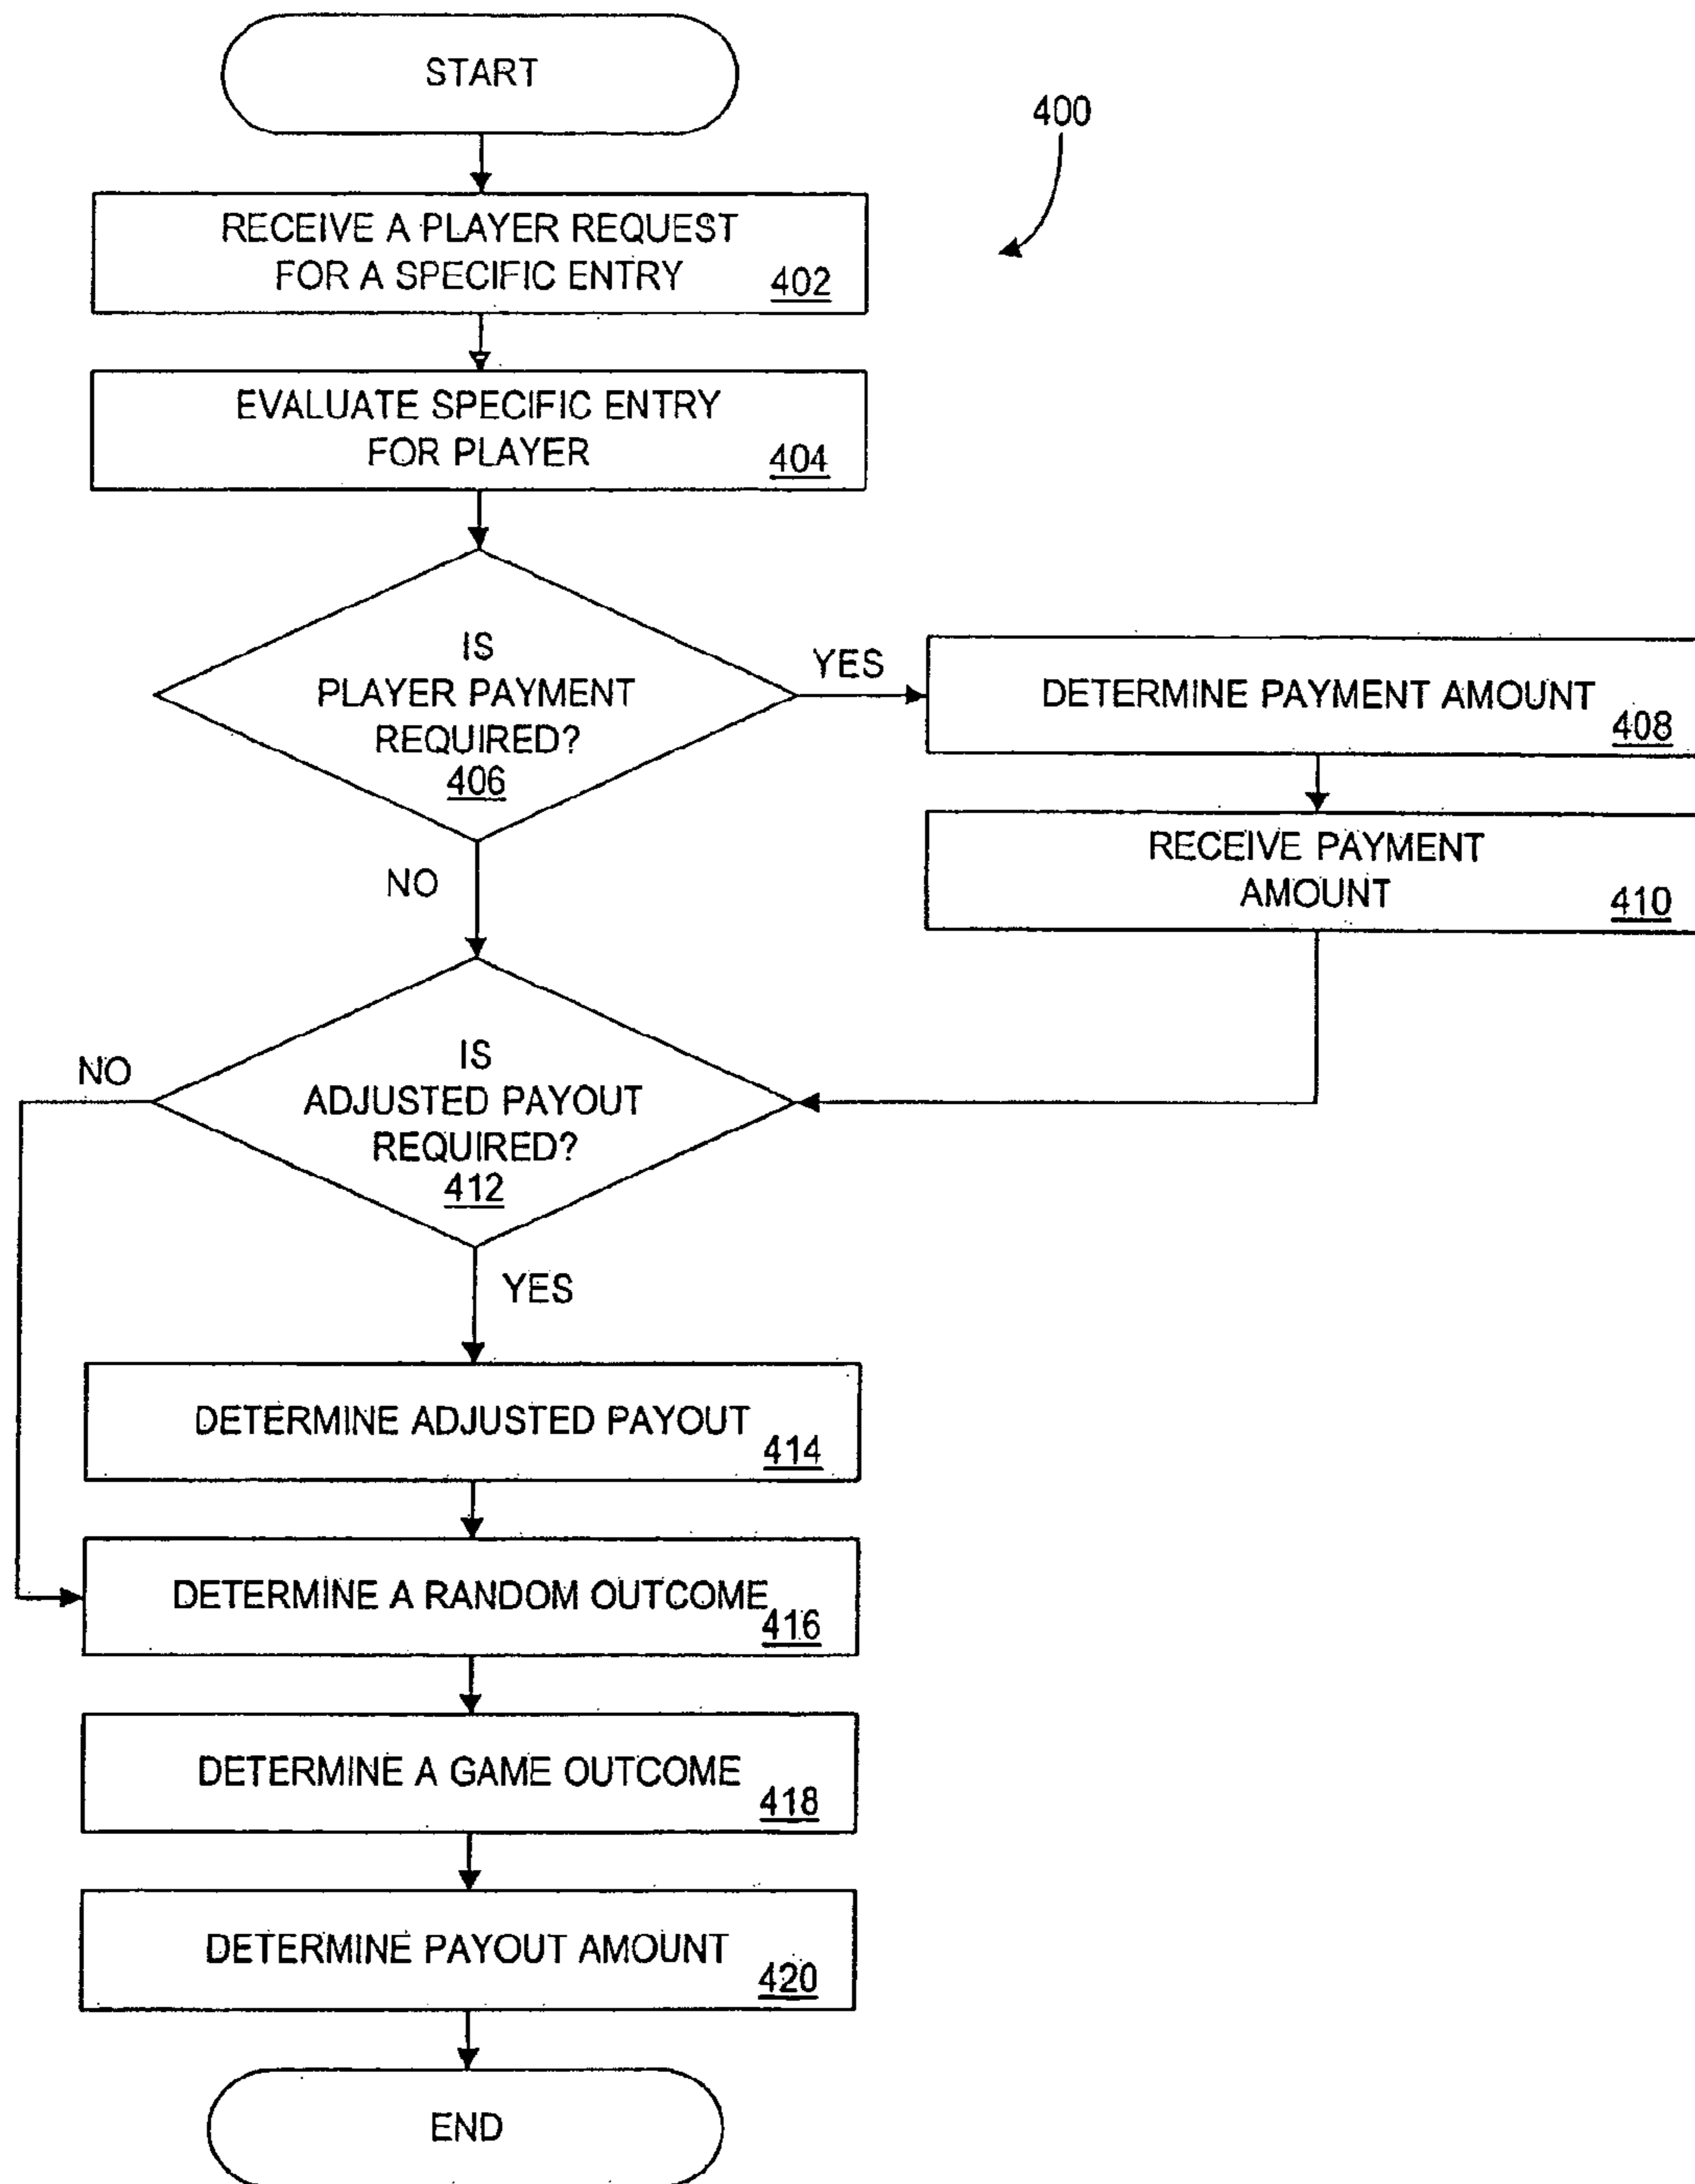 START
400
RECEIVE A PLAYER REQUEST
FOR A SPECIFIC ENTRY
402
EVALUATE SPECIFIC ENTRY
FOR PLAYER
404
IS
PLAYER PAYMENT
REQUIRED?
406
YES
DETERMINE PAYMENT AMOUNT
408
RECEIVE PAYMENT
AMOUNT
410
NO
IS
ADJUSTED PAYOUT
REQUIRED?
412
NO
YES
DETERMINE ADJUSTED PAYOUT
414
DETERMINE A RANDOM OUTCOME
416
DETERMINE A GAME OUTCOME
418
DETERMINE PAYOUT AMOUNT
420
END